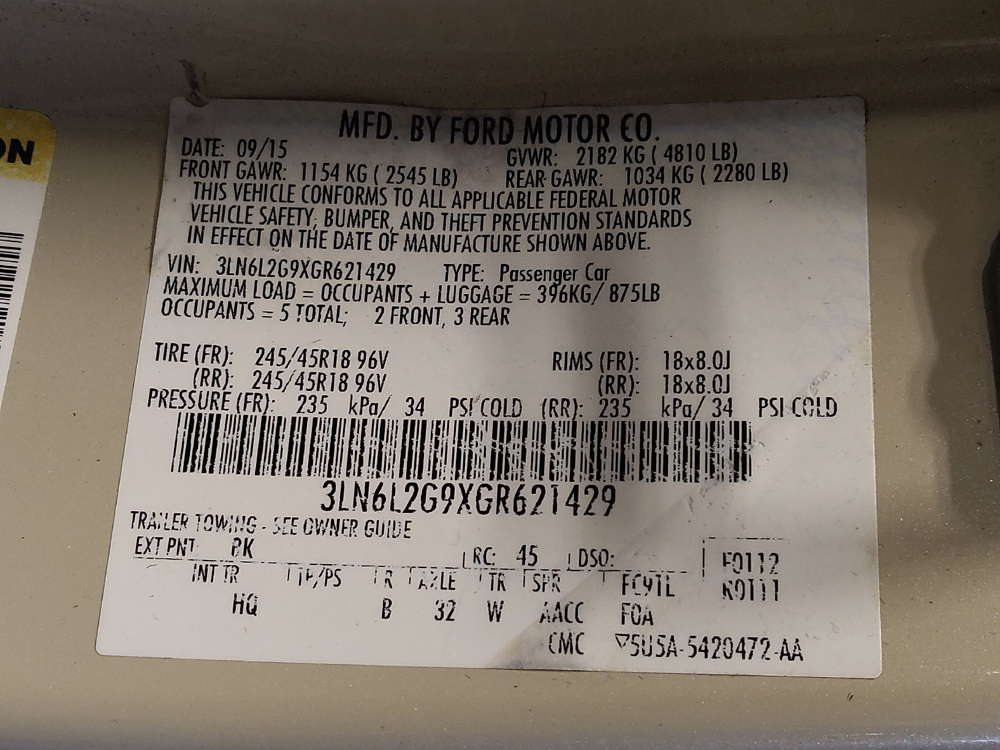 ON
MFD. BY FORD MOTOR CO.
DATE: 09/15 GVWR: 2182 KG ( 4810 LB)
FRONT GAWR: 1154 KG ( 2545 LB) REAR GAWR: 1034 KG ( 2280 LB)
THIS VEHICLE CONFORMS TO ALL APPLICABLE FEDERAL MOTOR
VEHICLE SAFETY, BUMPER, AND THEFT PREVENTION STANDARDS
IN EFFECT ON THE DATE OF MANUFACTURE SHOWN ABOVE.
VIN: 3LN6L2G9XGR621429 TYPE: Passenger Car
MAXIMUM LOAD = OCCUPANTS + LUGGAGE = 396KG/ 875LB
OCCUPANTS = 5 TOTAL; 2 FRONT, 3 REAR
TIRE (FR): 245/45R18 96V RIMS (FR): 18x8.0J
(RR): 245/45R18 96V (RR): 18x8.0J
PRESSURE (FR): 235 kPa/ 34 PSI COLD (RR): 235 kPa/ 34 PSI COLD
3LN6L2G9XGR621429
TRAILER TOWING - SEE OWNER GUIDE
EXT PNT: RC: 45 DSO: F0112
INT TR TP/PS R AXLE TR SPR FC91L R0111
HQ B 32 W AACC F0A
CMC ▽5U5A-5420472-AA